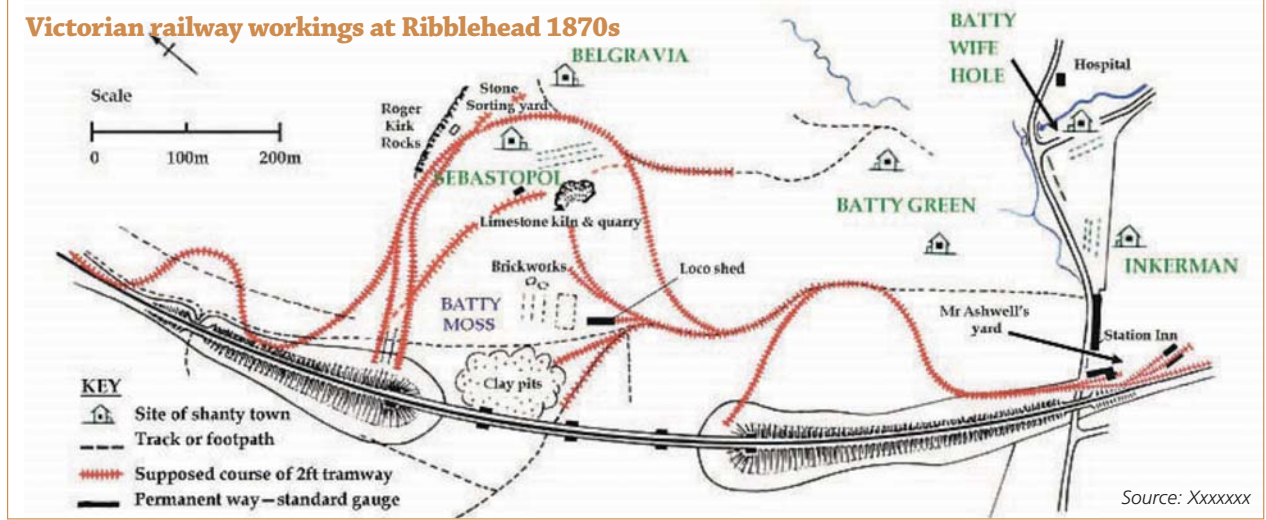 Victorian railway workings at Ribblehead 1870s
BATTY
WIFE
HOLE
Hospital
BELGRAVIA
Scale
0 100m 200m
Roger
Kirk
Rocks
Stone
Sorting yard
SEBASTOPOL
Limestone kiln & quarry
BATTY GREEN
INKERMAN
Brickworks
Loco shed
BATTY
MOSS
Mr Ashwell's
yard
Station Inn
Clay pits
KEY
Site of shanty town
Track or footpath
Supposed course of 2ft tramway
Permanent way—standard gauge
Source: Xxxxxxx